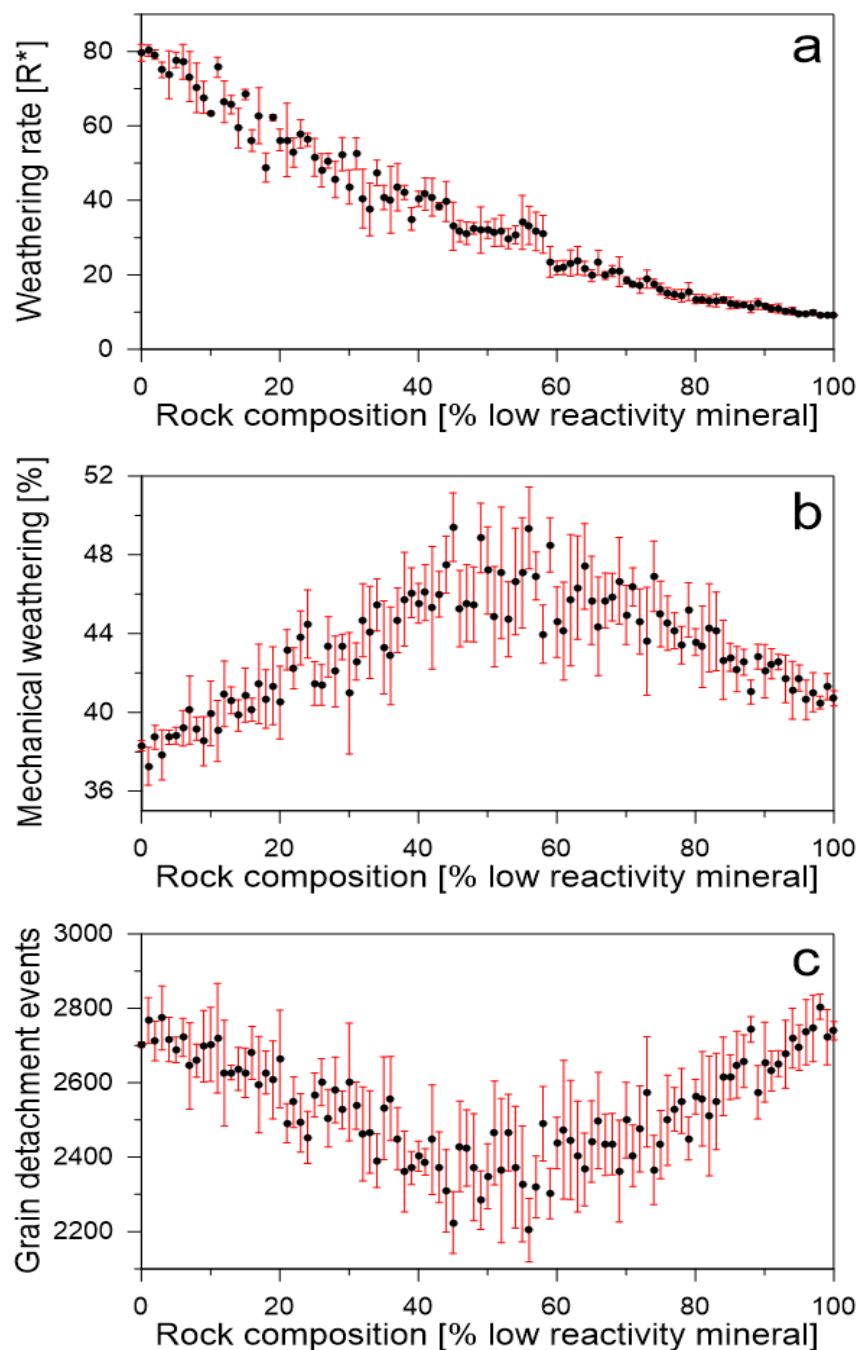 a
Weathering rate [R*]
80
60
40
20
0
0 20 40 60 80 100
Rock composition [% low reactivity mineral]
b
Mechanical weathering [%]
52
48
44
40
36
0 20 40 60 80 100
Rock composition [% low reactivity mineral]
c
Grain detachment events
3000
2800
2600
2400
2200
0 20 40 60 80 100
Rock composition [% low reactivity mineral]